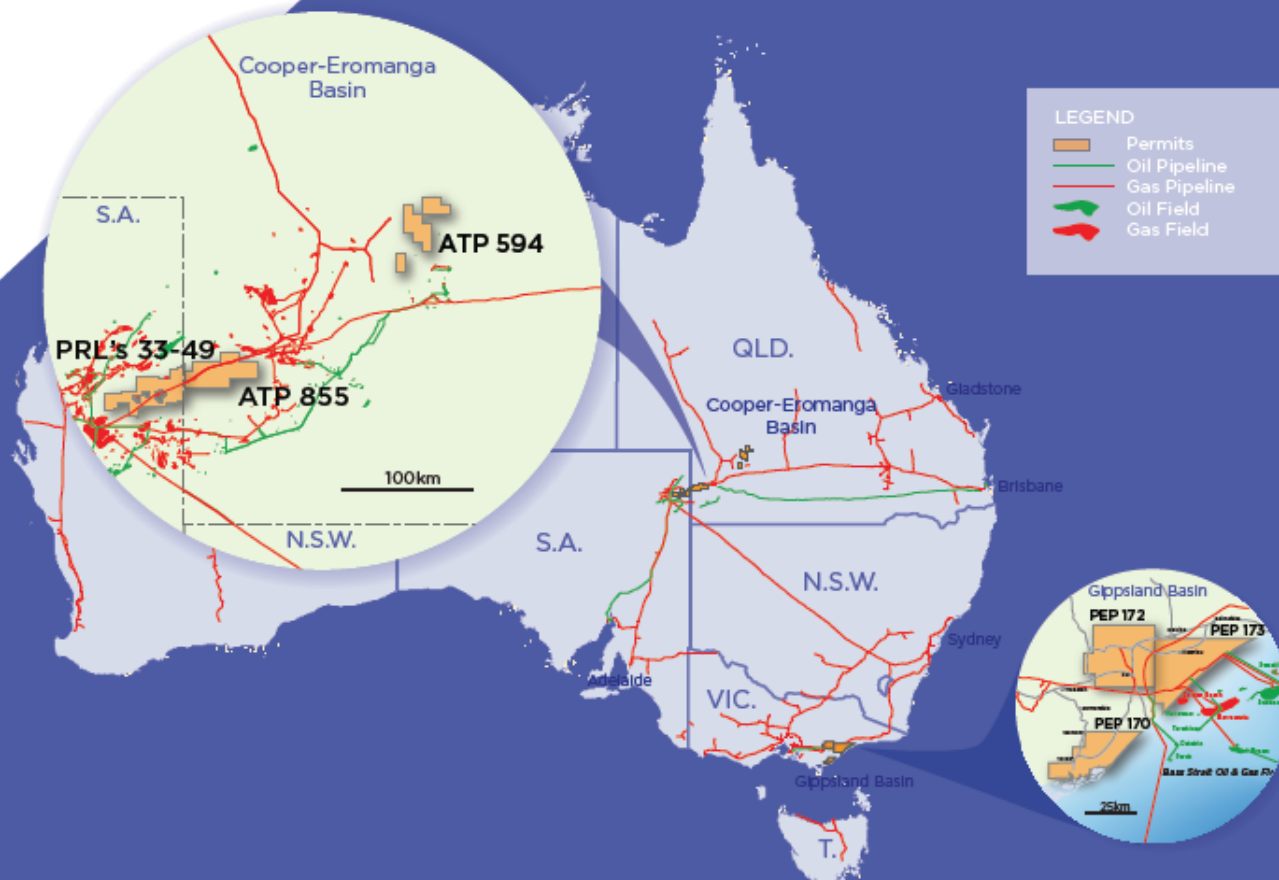 Cooper-Eromanga
Basin
S.A.
ATP 594
PRL's 33-49
ATP 855
100km
N.S.W.
LEGEND
Permits
Oil Pipeline
Gas Pipeline
Oil Field
Gas Field
QLD.
Gladstone
Cooper-Eromanga
Basin
Brisbane
S.A.
N.S.W.
Sydney
Adelaide
VIC.
Gippsland Basin
T.
Gippsland Basin
PEP 172
PEP 173
PEP 170
Bass Strait Oil & Gas
25km